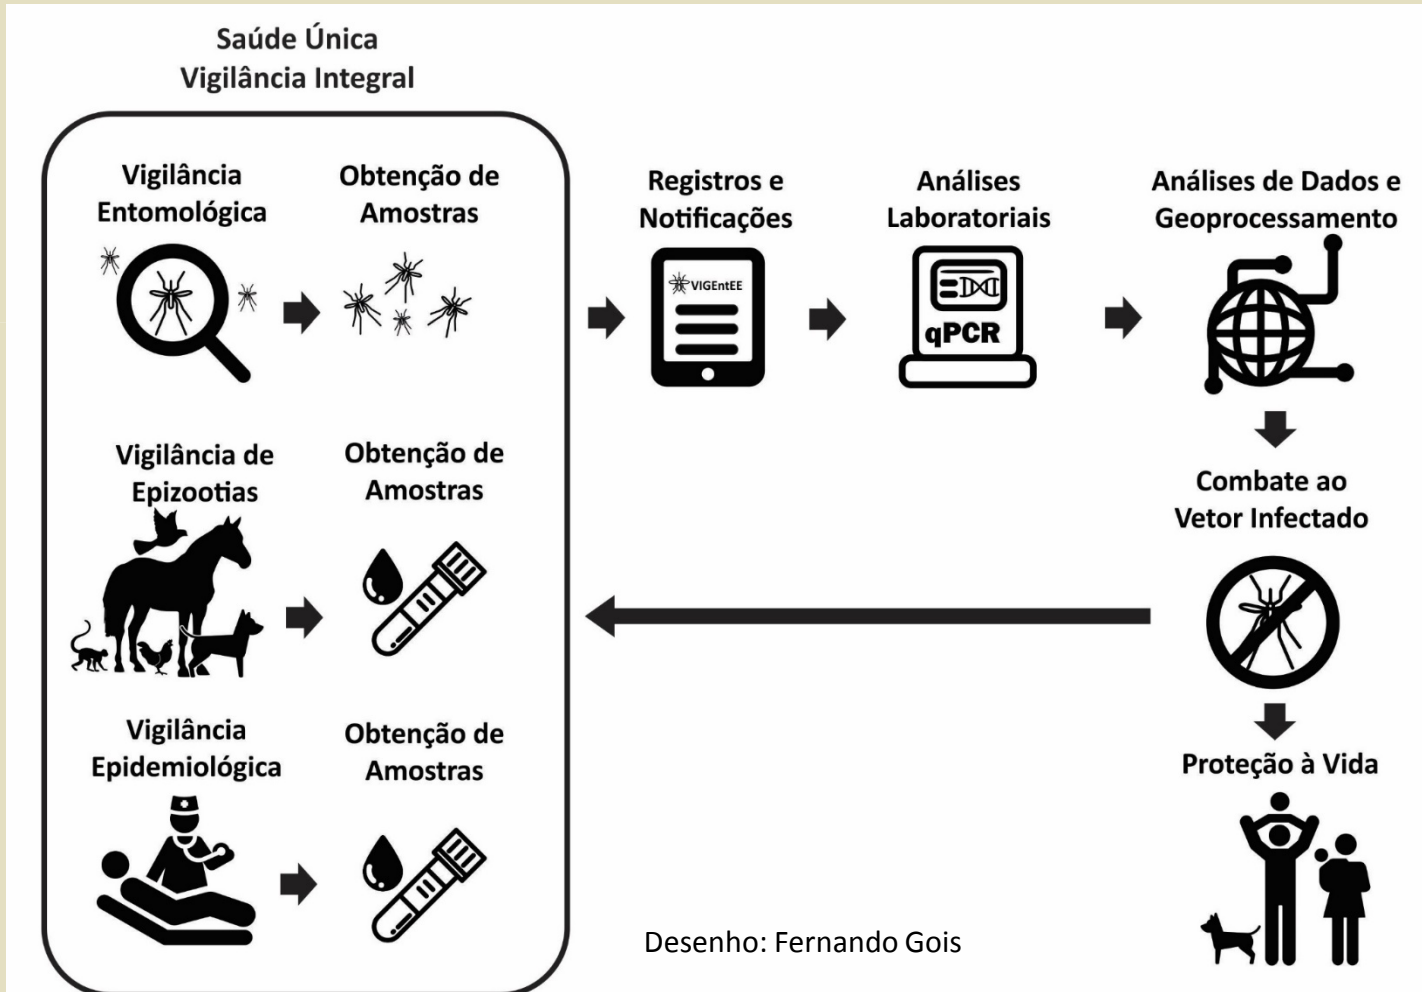 Saúde Única
Vigilância Integral
Vigilância
Entomológica
Obtenção de
Amostras
Registros e
Notificações
VIGEntEE
Análises
Laboratoriais
qPCR
Análises de Dados e
Geoprocessamento
Vigilância de
Epizootias
Obtenção de
Amostras
Combate ao
Vetor Infectado
Vigilância
Epidemiológica
Obtenção de
Amostras
Proteção à Vida
Desenho: Fernando Gois